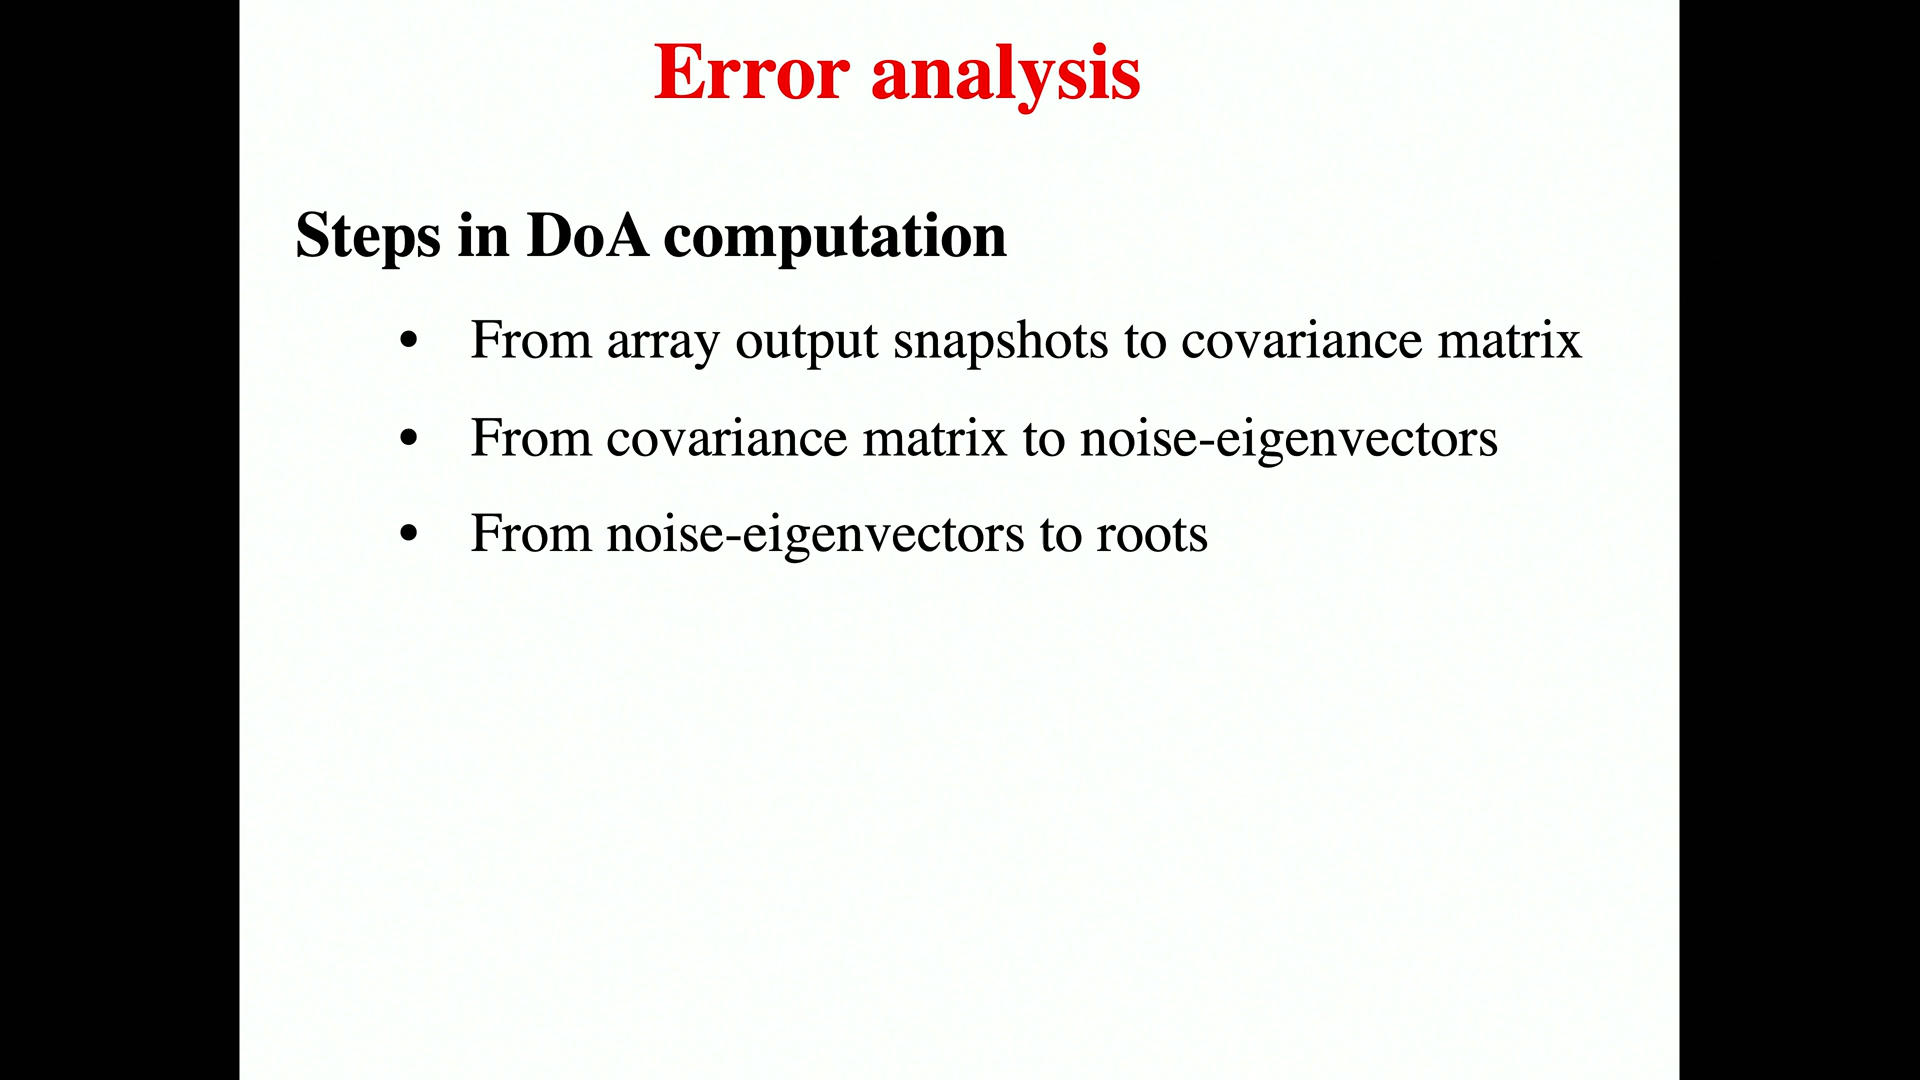 Error analysis
Steps in DoA computation
• From array output snapshots to covariance matrix
• From covariance matrix to noise-eigenvectors
• From noise-eigenvectors to roots